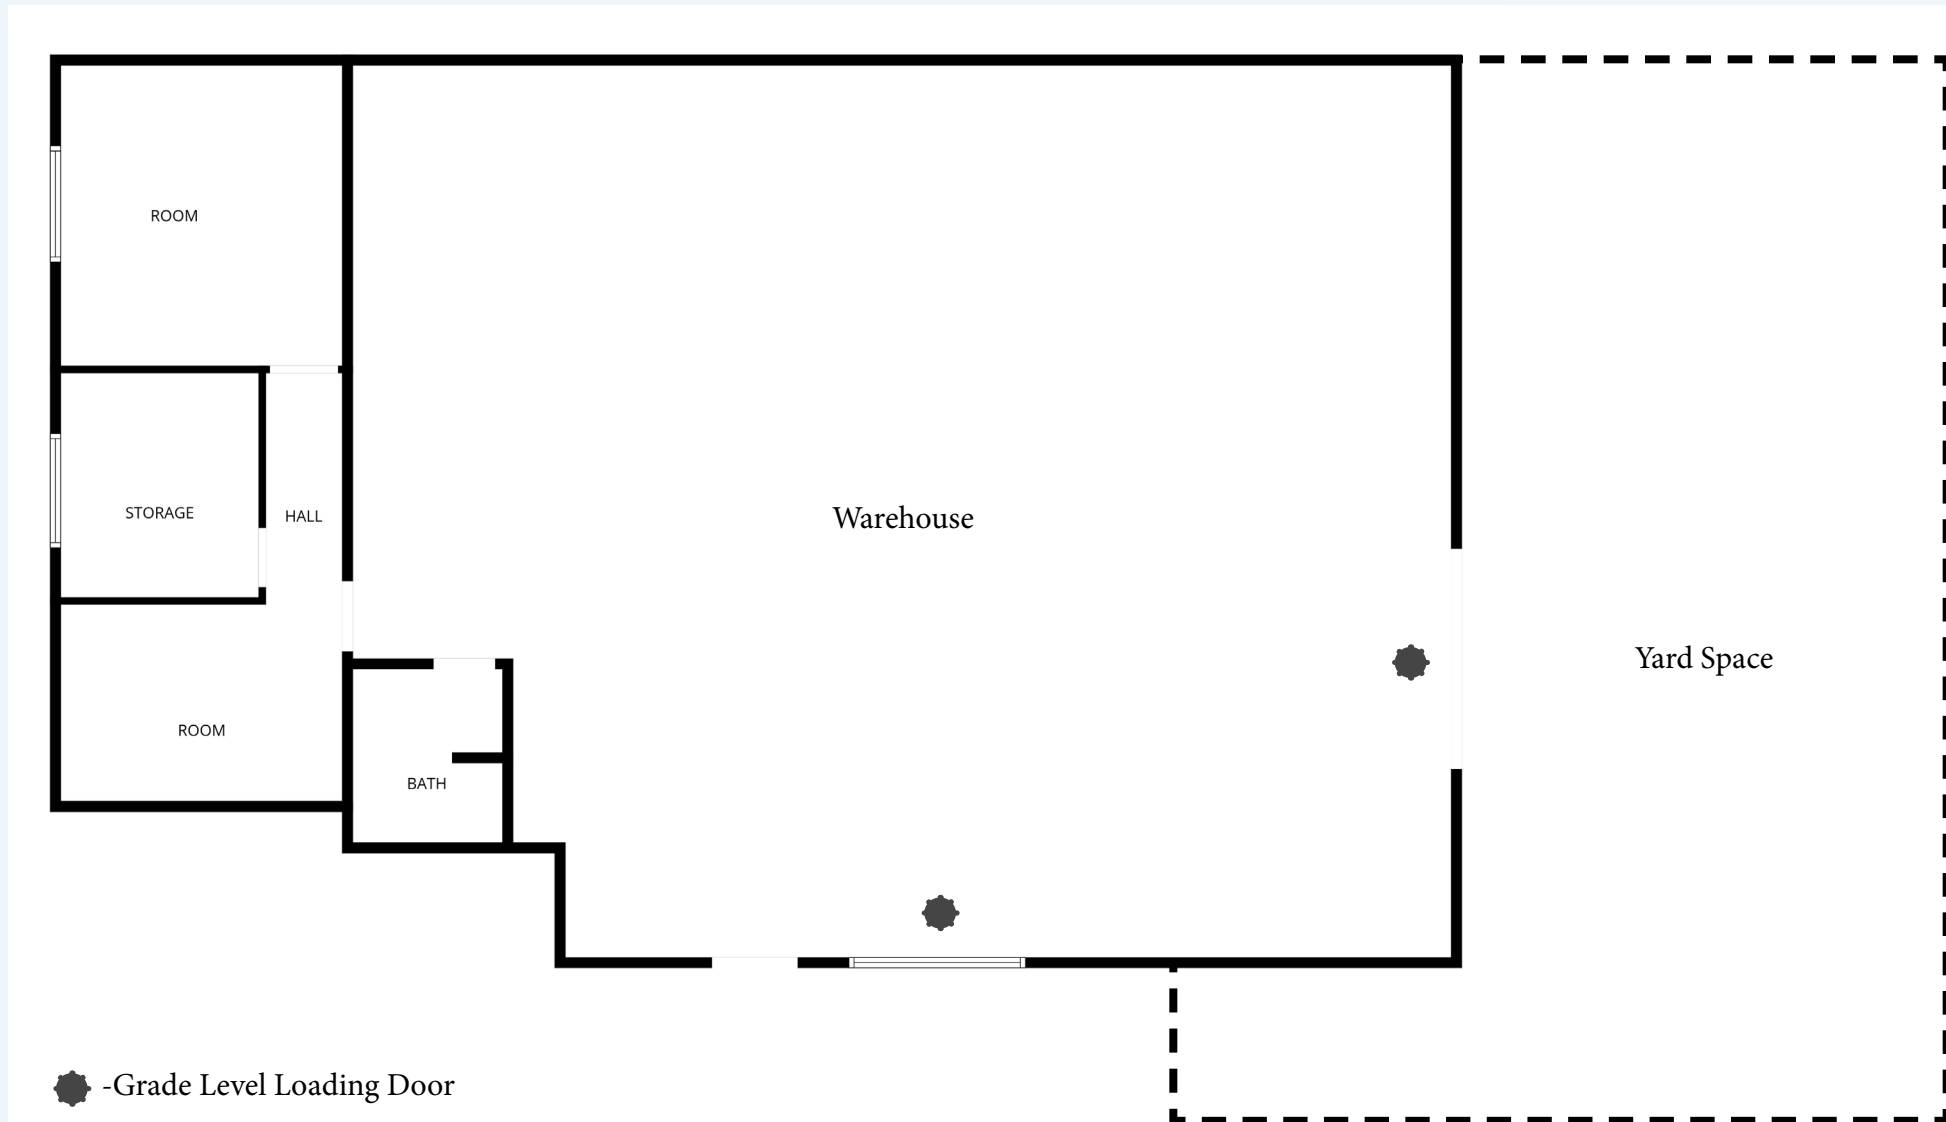 ROOM
STORAGE
HALL
Warehouse
Yard Space
ROOM
BATH
-Grade Level Loading Door